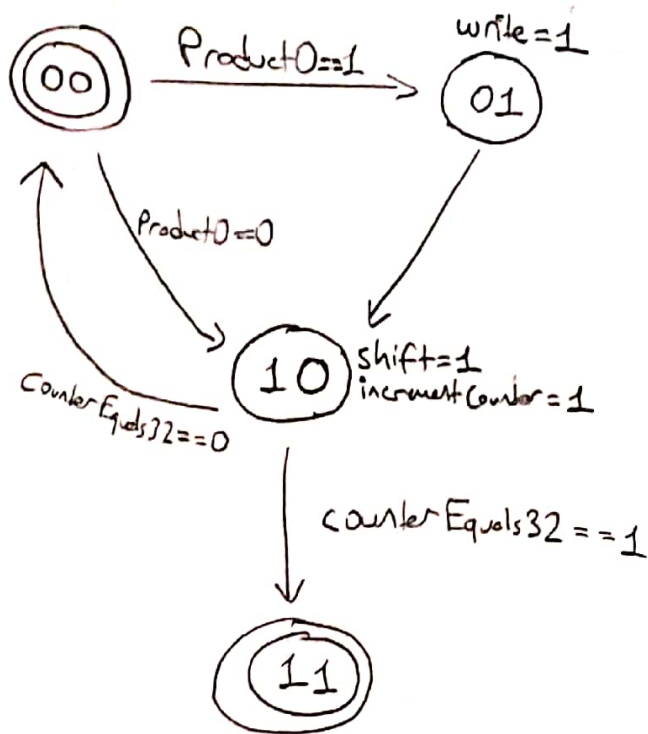 write=1
Product0==1
00
01
Product0==0
10
shift=1
incrementCounter=1
CounterEquals32==0
counterEquals32==1
11